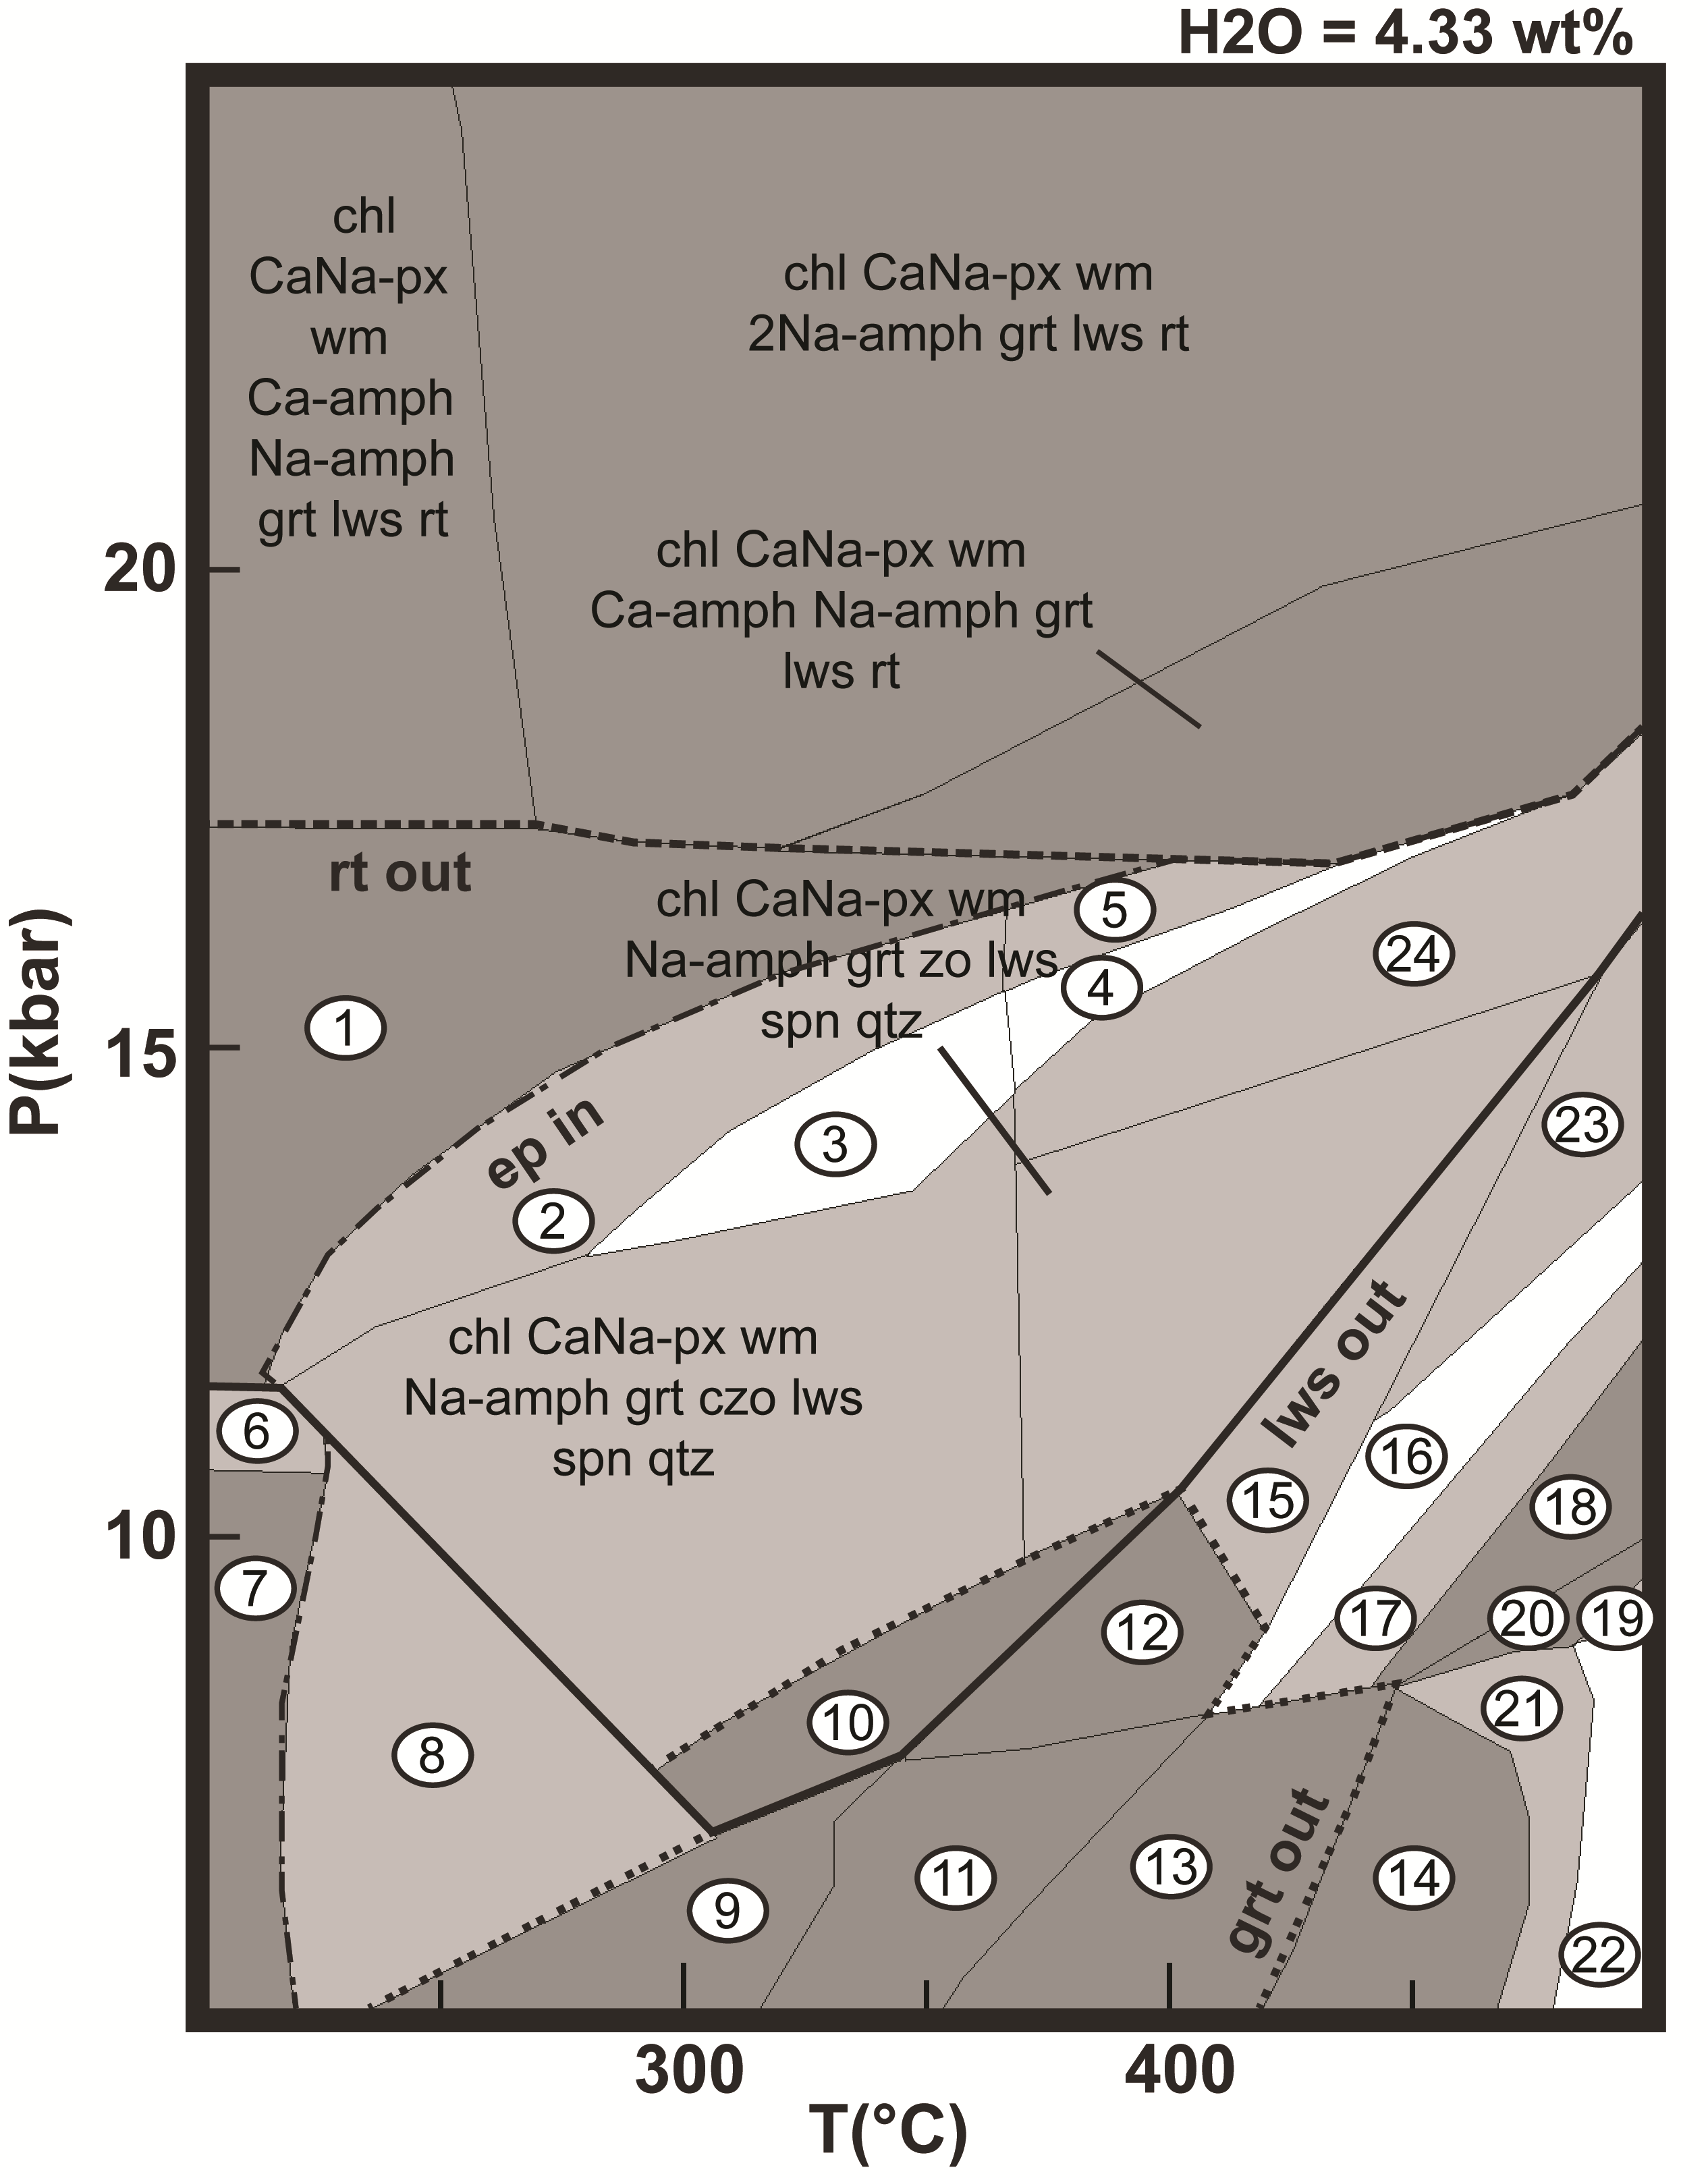 H2O = 4.33 wt%
chl
CaNa-px
wm
Ca-amph
Na-amph
grt lws rt
chl CaNa-px wm
2Na-amph grt lws rt
20
chl CaNa-px wm
Ca-amph Na-amph grt
lws rt
rt out
chl CaNa-px wm
Na-amph grt zo lws
spn qtz
5
24
4
1
15
P(kbar)
3
23
ep in
2
chl CaNa-px wm
Na-amph grt czo lws
spn qtz
lws out
6
16
15
18
10
7
12
17
20
19
10
21
8
13
11
14
9
grt out
22
300
400
T(°C)